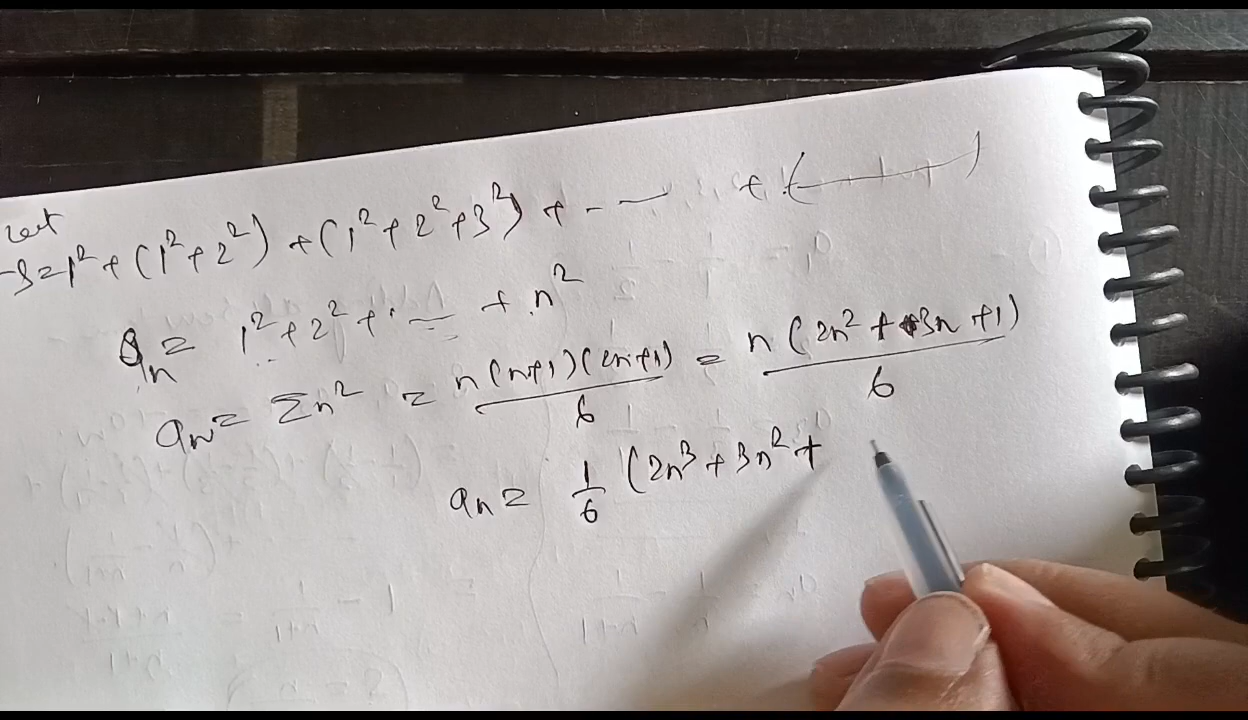 Let
S = 1² + (1² + 2²) + (1² + 2² + 3²) + - - — + ( )
aₙ = 1² + 2² + . = + n²
aₙ = Σn² = n(n+1)(2n+1)/6 = n(2n² + 3n + 1)/6
aₙ = 1/6 (2n³ + 3n² +